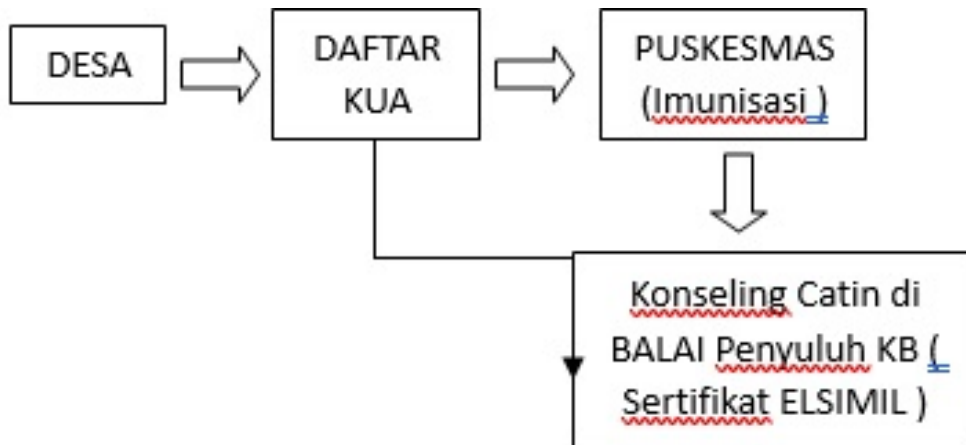 DESA
DAFTAR
KUA
PUSKESMAS
(Imunisasi )
Konseling Catin di
BALAI Penyuluh KB (
Sertifikat ELSIMIL )